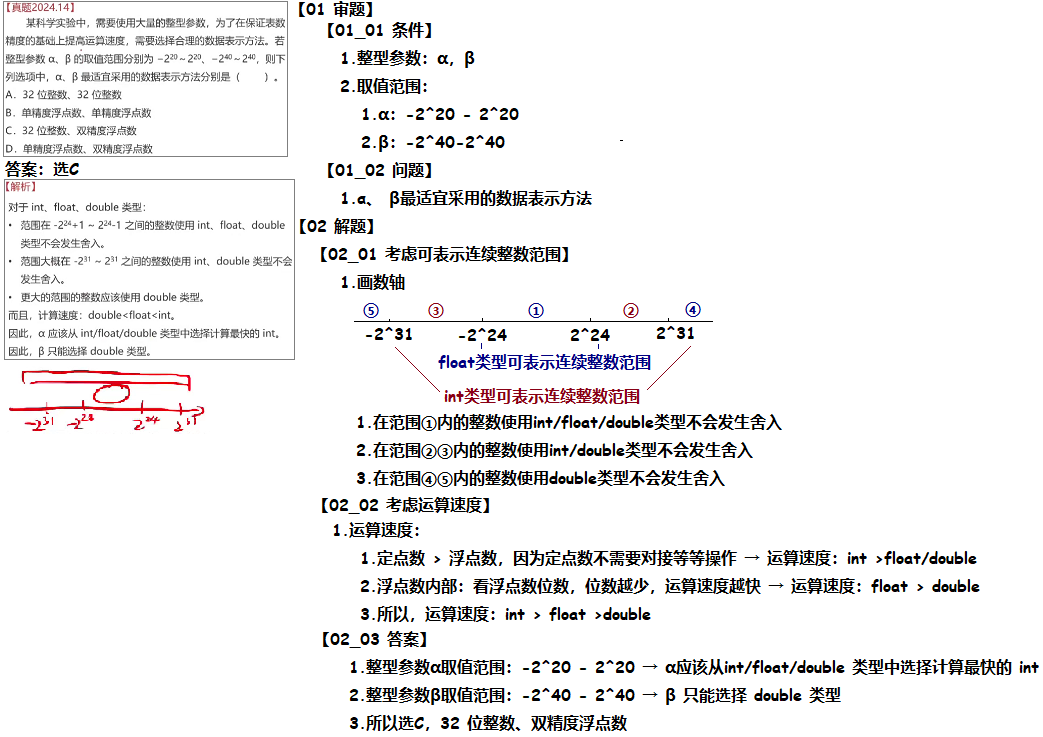 【真题2024.14】
某科学实验中，需要使用大量的整型参数，为了在保证表数
精度的基础上提高运算速度，需要选择合理的数据表示方法。若
整型参数 α、β 的取值范围分别为 −2²⁰～2²⁰、−2⁴⁰～2⁴⁰，则下
列选项中，α、β 最适宜采用的数据表示方法分别是（　　）。
A．32 位整数、32 位整数
B．单精度浮点数、单精度浮点数
C．32 位整数、双精度浮点数
D．单精度浮点数、双精度浮点数
答案：选C
【解析】
对于 int、float、double 类型：
• 范围在 -2²⁴+1 ~ 2²⁴-1 之间的整数使用 int、float、double
类型不会发生舍入。
• 范围大概在 -2³¹ ~ 2³¹ 之间的整数使用 int、double 类型不会
发生舍入。
• 更大的范围的整数应该使用 double 类型。
而且，计算速度：double<float<int。
因此，α 应该从 int/float/double 类型中选择计算最快的 int。
因此，β 只能选择 double 类型。
-2³¹ -2²⁴ 2²⁴ 2³¹
【01 审题】
【01_01 条件】
1.整型参数：α，β
2.取值范围：
1.α：-2^20 - 2^20
2.β：-2^40-2^40
【01_02 问题】
1.α、 β最适宜采用的数据表示方法
【02 解题】
【02_01 考虑可表示连续整数范围】
1.画数轴
⑤ ③ ① ② ④
-2^31 -2^24 2^24 2^31
float类型可表示连续整数范围
int类型可表示连续整数范围
1.在范围①内的整数使用int/float/double类型不会发生舍入
2.在范围②③内的整数使用int/double类型不会发生舍入
3.在范围④⑤内的整数使用double类型不会发生舍入
【02_02 考虑运算速度】
1.运算速度：
1.定点数 > 浮点数，因为定点数不需要对接等等操作 → 运算速度：int >float/double
2.浮点数内部：看浮点数位数，位数越少，运算速度越快 → 运算速度：float > double
3.所以，运算速度：int > float >double
【02_03 答案】
1.整型参数α取值范围：-2^20 - 2^20 → α应该从int/float/double 类型中选择计算最快的 int
2.整型参数β取值范围：-2^40 - 2^40 → β 只能选择 double 类型
3.所以选C，32 位整数、双精度浮点数